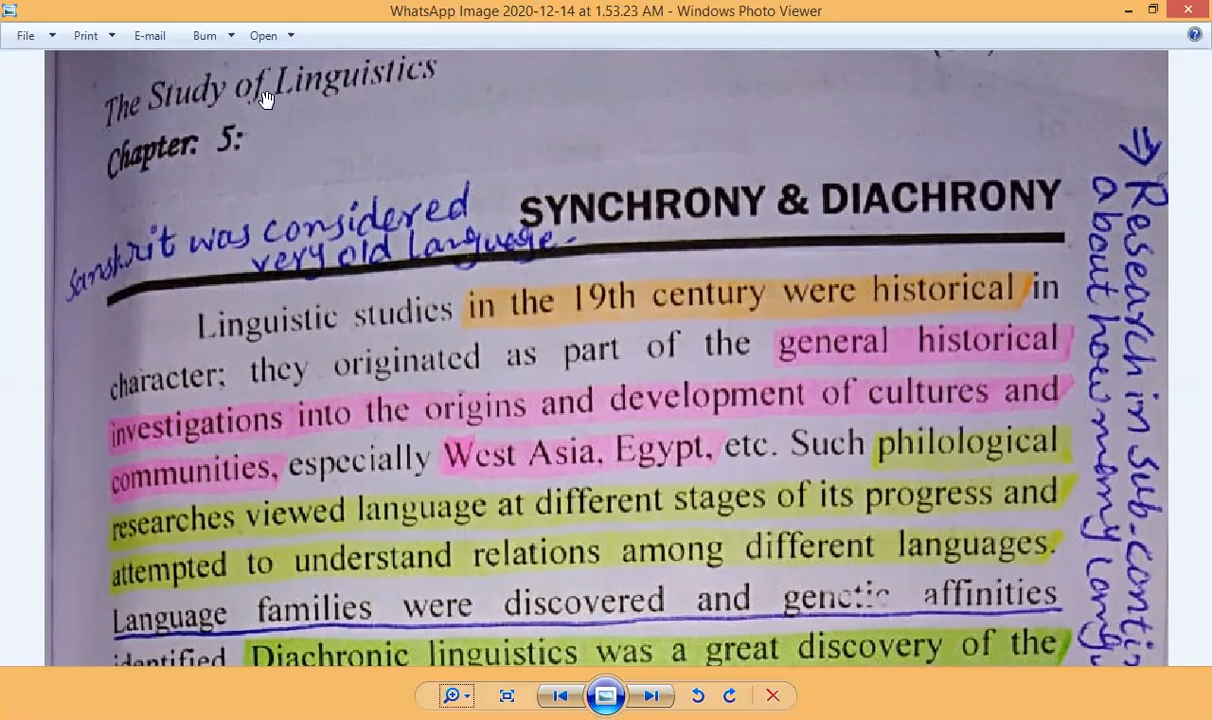 WhatsApp Image 2020-12-14 at 1.53.23 AM - Windows Photo Viewer
File Print E-mail Burn Open
The Study of Linguistics
Chapter: 5:
SYNCHRONY & DIACHRONY
Sanskrit was considered
very old language.
Linguistic studies in the 19th century were historical in
character; they originated as part of the general historical
investigations into the origins and development of cultures and
communities, especially West Asia, Egypt, etc. Such philological
researches viewed language at different stages of its progress and
attempted to understand relations among different languages.
Language families were discovered and genetic affinities
identified Diachronic linguistics was a great discovery of the
⇒ Research in sub-conti
about how many lang